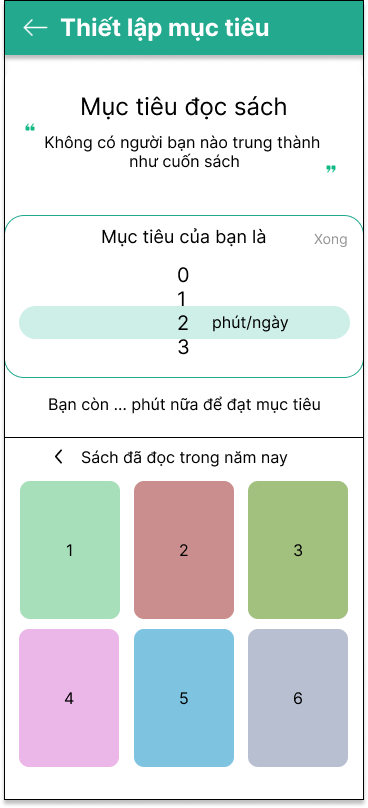 Thiết lập mục tiêu
Mục tiêu đọc sách
❝
Không có người bạn nào trung thành
như cuốn sách
❞
Mục tiêu của bạn là
Xong
0
1
2 phút/ngày
3
Bạn còn ... phút nữa để đạt mục tiêu
Sách đã đọc trong năm nay
1 2 3
4 5 6